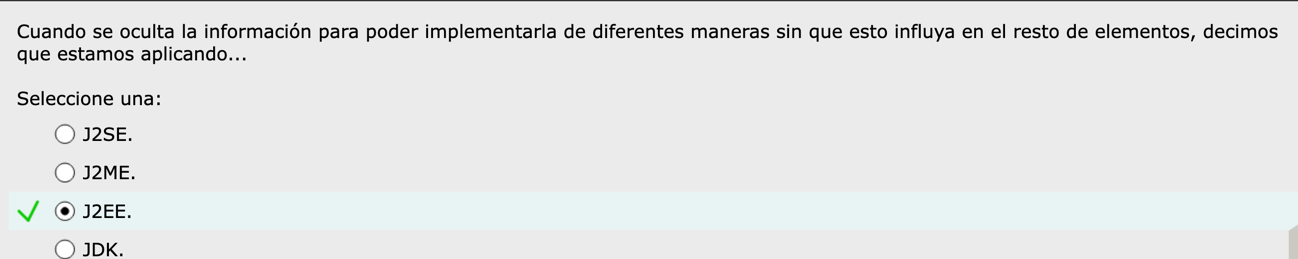 Cuando se oculta la información para poder implementarla de diferentes maneras sin que esto influya en el resto de elementos, decimos
que estamos aplicando...
Seleccione una:
J2SE.
J2ME.
J2EE.
JDK.